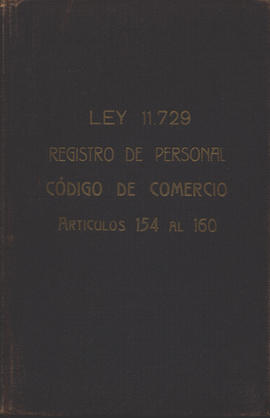 LEY 11.729
REGISTRO DE PERSONAL
CÓDIGO DE COMERCIO
ARTICULOS 154 AL 160